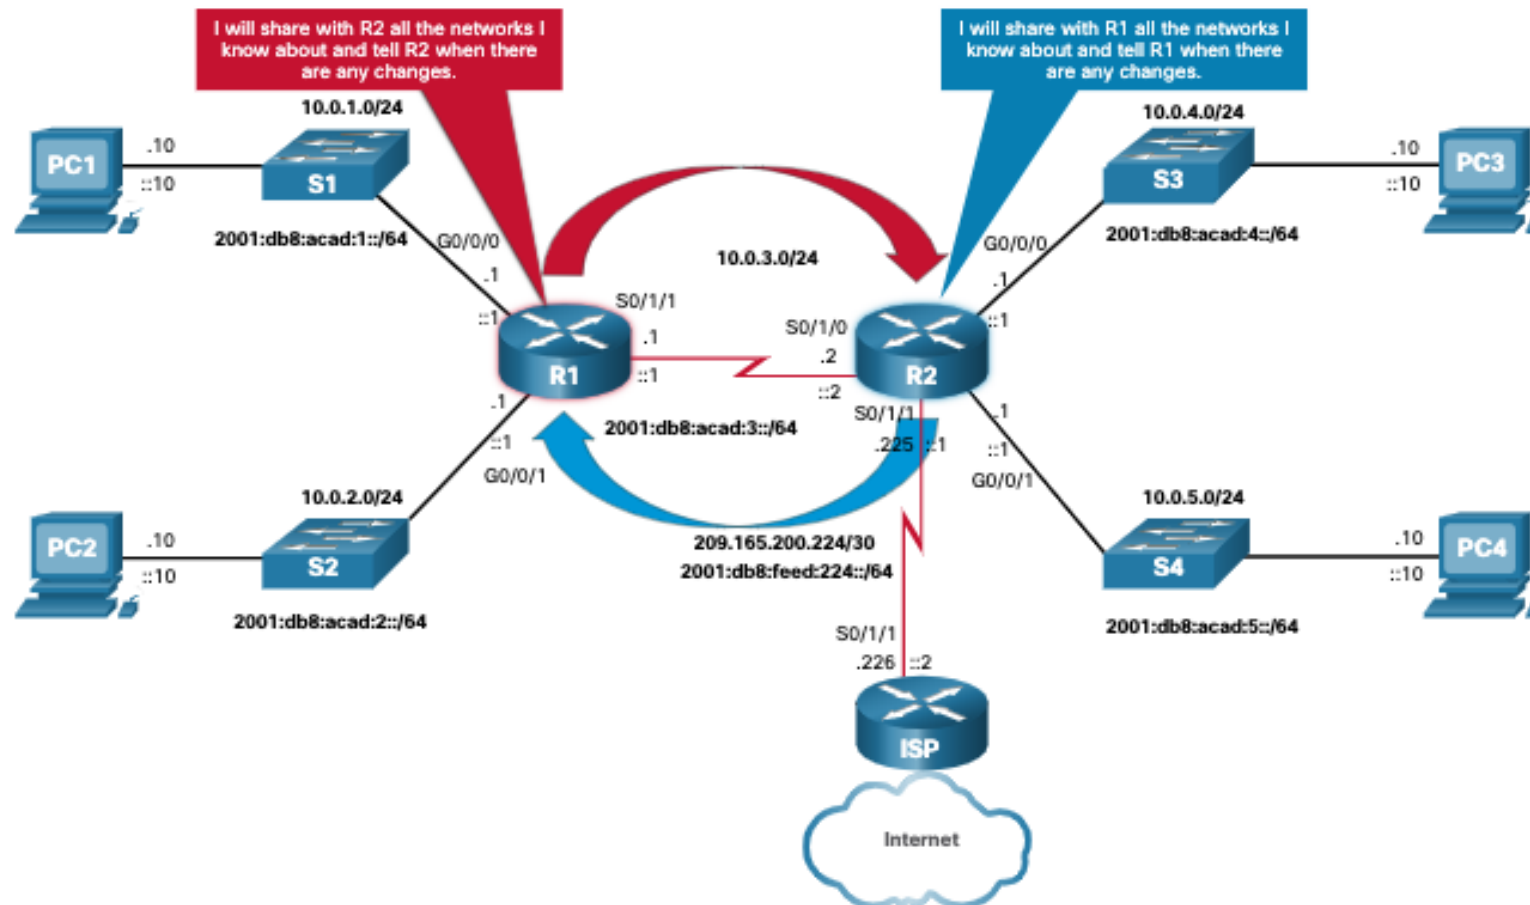 I will share with R2 all the networks I
know about and tell R2 when there
are any changes.
I will share with R1 all the networks I
know about and tell R1 when there
are any changes.
10.0.1.0/24
10.0.4.0/24
PC1
.10
::10
S1
S3
.10
::10
PC3
2001:db8:acad:1::/64
G0/0/0
.1
::1
10.0.3.0/24
G0/0/0
.1
::1
2001:db8:acad:4::/64
S0/1/1
.1
::1
R1
S0/1/0
.2
::2
R2
2001:db8:acad:3::/64
S0/1/1
.225
::1
.1
::1
G0/0/1
.1
::1
G0/0/1
10.0.2.0/24
10.0.5.0/24
PC2
.10
::10
S2
S4
.10
::10
PC4
209.165.200.224/30
2001:db8:feed:224::/64
2001:db8:acad:2::/64
2001:db8:acad:5::/64
S0/1/1
.226
::2
ISP
Internet